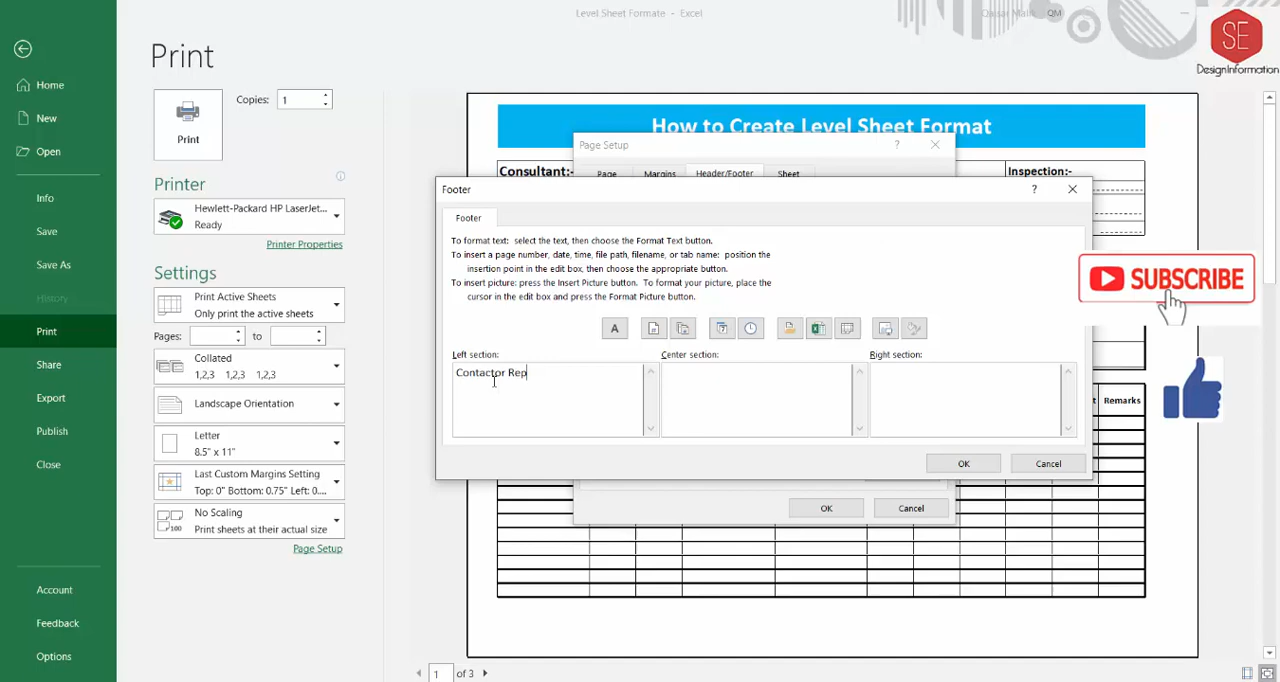 Level Sheet Formate - Excel
Qaisar Main QM
SE
DesignInformation
Print
Home
New
Open
Info
Save
Save As
History
Print
Share
Export
Publish
Close
Account
Feedback
Options
Print
Copies: 1
Printer
Hewlett-Packard HP LaserJet...
Ready
Printer Properties
Settings
Print Active Sheets
Only print the active sheets
Pages: to
Collated
1,2,3 1,2,3 1,2,3
Landscape Orientation
Letter
8.5" x 11"
Last Custom Margins Setting
Top: 0" Bottom: 0.75" Left: 0....
No Scaling
Print sheets at their actual size
100
Page Setup
How to Create Level Sheet Format
Consultant:-
Inspection:-
Page Setup
?
Page Margins Header/Footer Sheet
Footer
?
Footer
To format text: select the text, then choose the Format Text button.
To insert a page number, date, time, file path, filename, or tab name: position the
insertion point in the edit box, then choose the appropriate button.
To insert picture: press the Insert Picture button. To format your picture, place the
cursor in the edit box and press the Format Picture button.
A
Left section: Center section: Right section:
Contactor Rep
OK Cancel
OK Cancel
SUBSCRIBE
Remarks
1 of 3